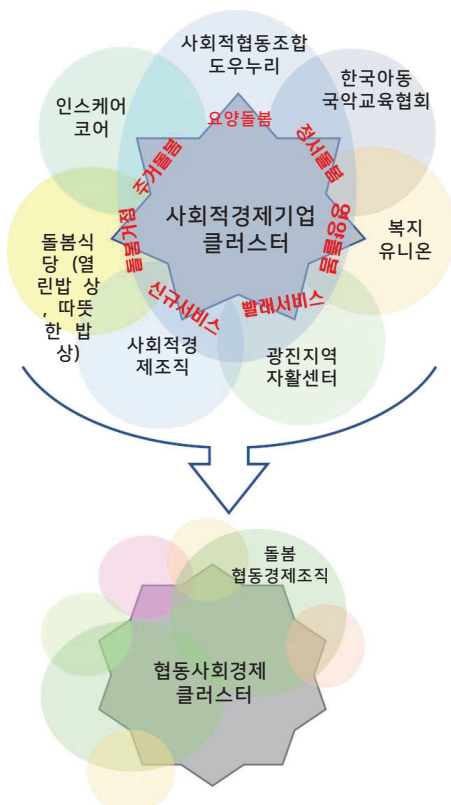 사회적협동조합
도우누리
인스케어
코어
한국아동
국악교육협회
요양돌봄
주거돌봄
정서돌봄
사회적경제기업
클러스터
돌봄거점
영양돌봄
복지
유니온
돌봄식
당 (열
린밥 상
, 따뜻
한 밥
상)
신규서비스
빨래서비스
사회적경
제조직
광진지역
자활센터
돌봄
협동경제조직
협동사회경제
클러스터